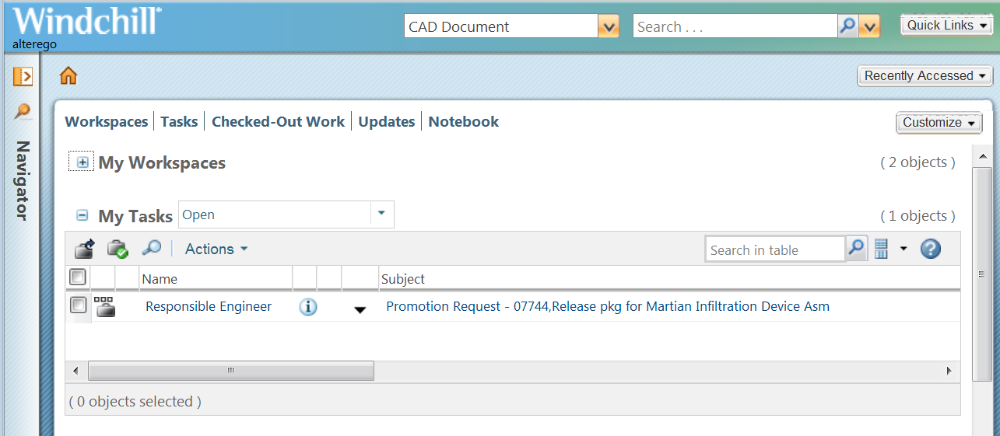 Windchill
CAD Document
Search . . .
Quick Links
alterego
Recently Accessed
Navigator
Workspaces Tasks Checked-Out Work Updates Notebook
Customize
My Workspaces
( 2 objects )
My Tasks
Open
( 1 objects )
Actions
Search in table
Name
Subject
Responsible Engineer
Promotion Request - 07744,Release pkg for Martian Infiltration Device Asm
( 0 objects selected )